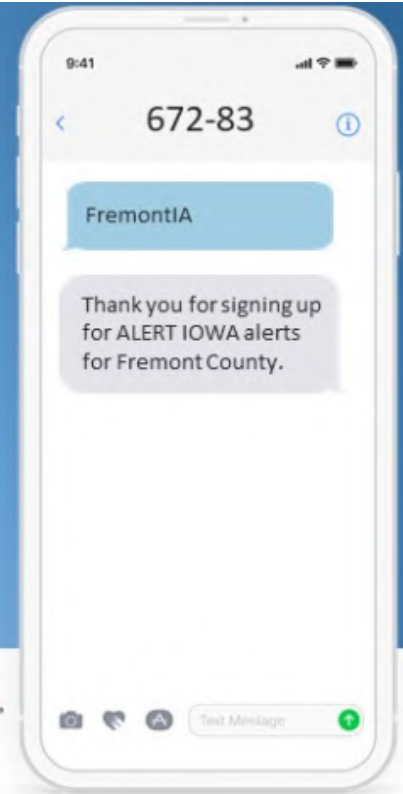 9:41
672-83
FremontIA
Thank you for signing up
for ALERT IOWA alerts
for Fremont County.
Text Message